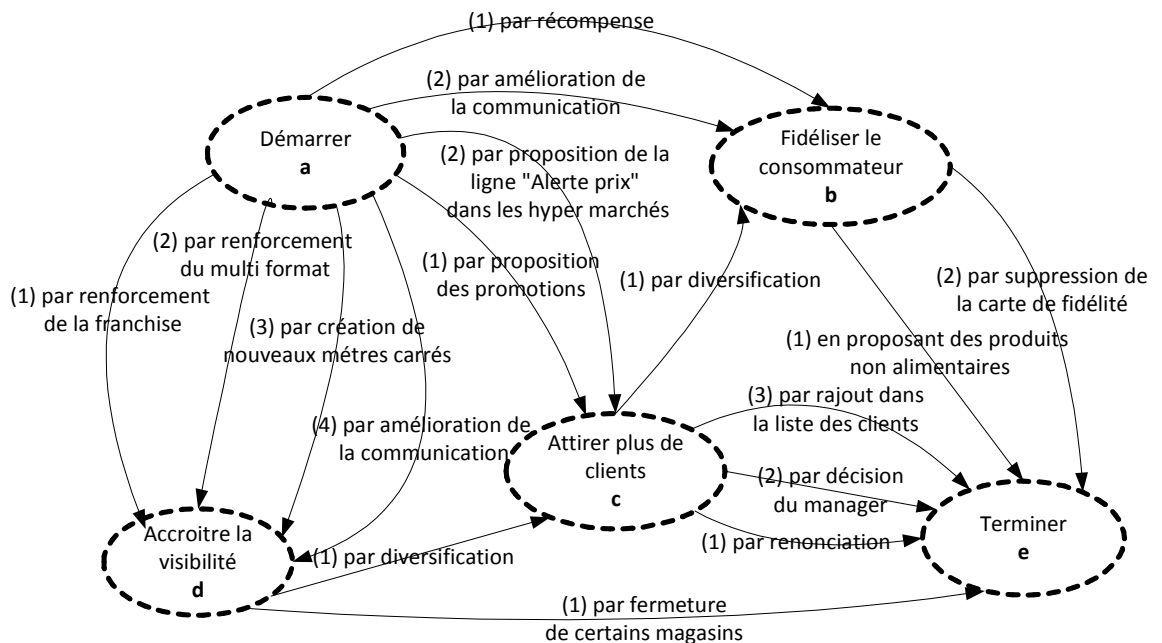 (1) par récompense
(2) par amélioration de
la communication
Démarrer
a
Fidéliser le
consommateur
b
(2) par proposition de la
ligne "Alerte prix"
dans les hyper marchés
(2) par renforcement
du multi format
(1) par proposition
des promotions
(1) par diversification
(2) par suppression de
la carte de fidélité
(1) par renforcement
de la franchise
(3) par création de
nouveaux métres carrés
(1) en proposant des produits
non alimentaires
(3) par rajout dans
la liste des clients
(4) par amélioration de
la communication
Attirer plus de
clients
c
(2) par décision
du manager
Terminer
e
(1) par renonciation
Accroitre la
visibilité
d
(1) par diversification
(1) par fermeture
de certains magasins